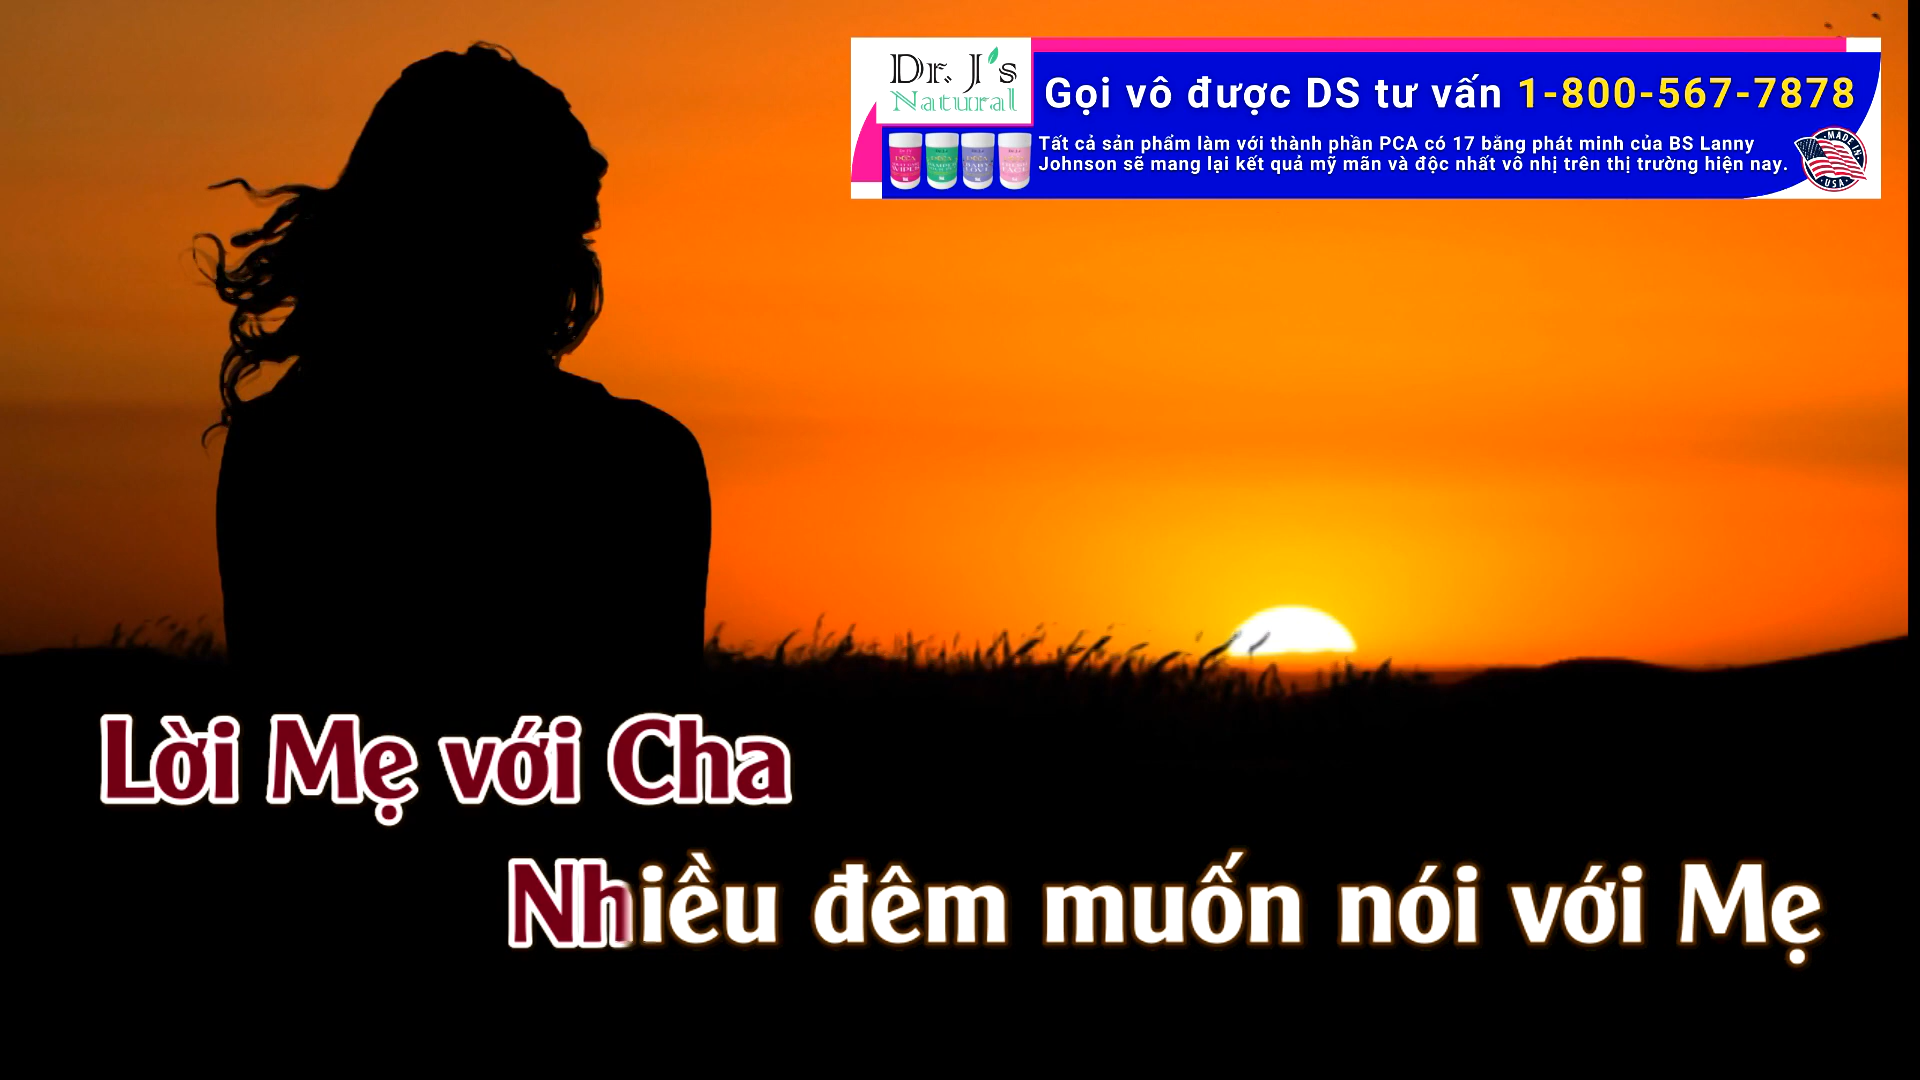 Dr. J's
Natural
Gọi vô được DS tư vấn 1-800-567-7878
Tất cả sản phẩm làm với thành phần PCA có 17 bằng phát minh của BS Lanny
Johnson sẽ mang lại kết quả mỹ mãn và độc nhất vô nhị trên thị trường hiện nay.
MADE IN
USA
Lời Mẹ với Cha
Nhiều đêm muốn nói với Mẹ